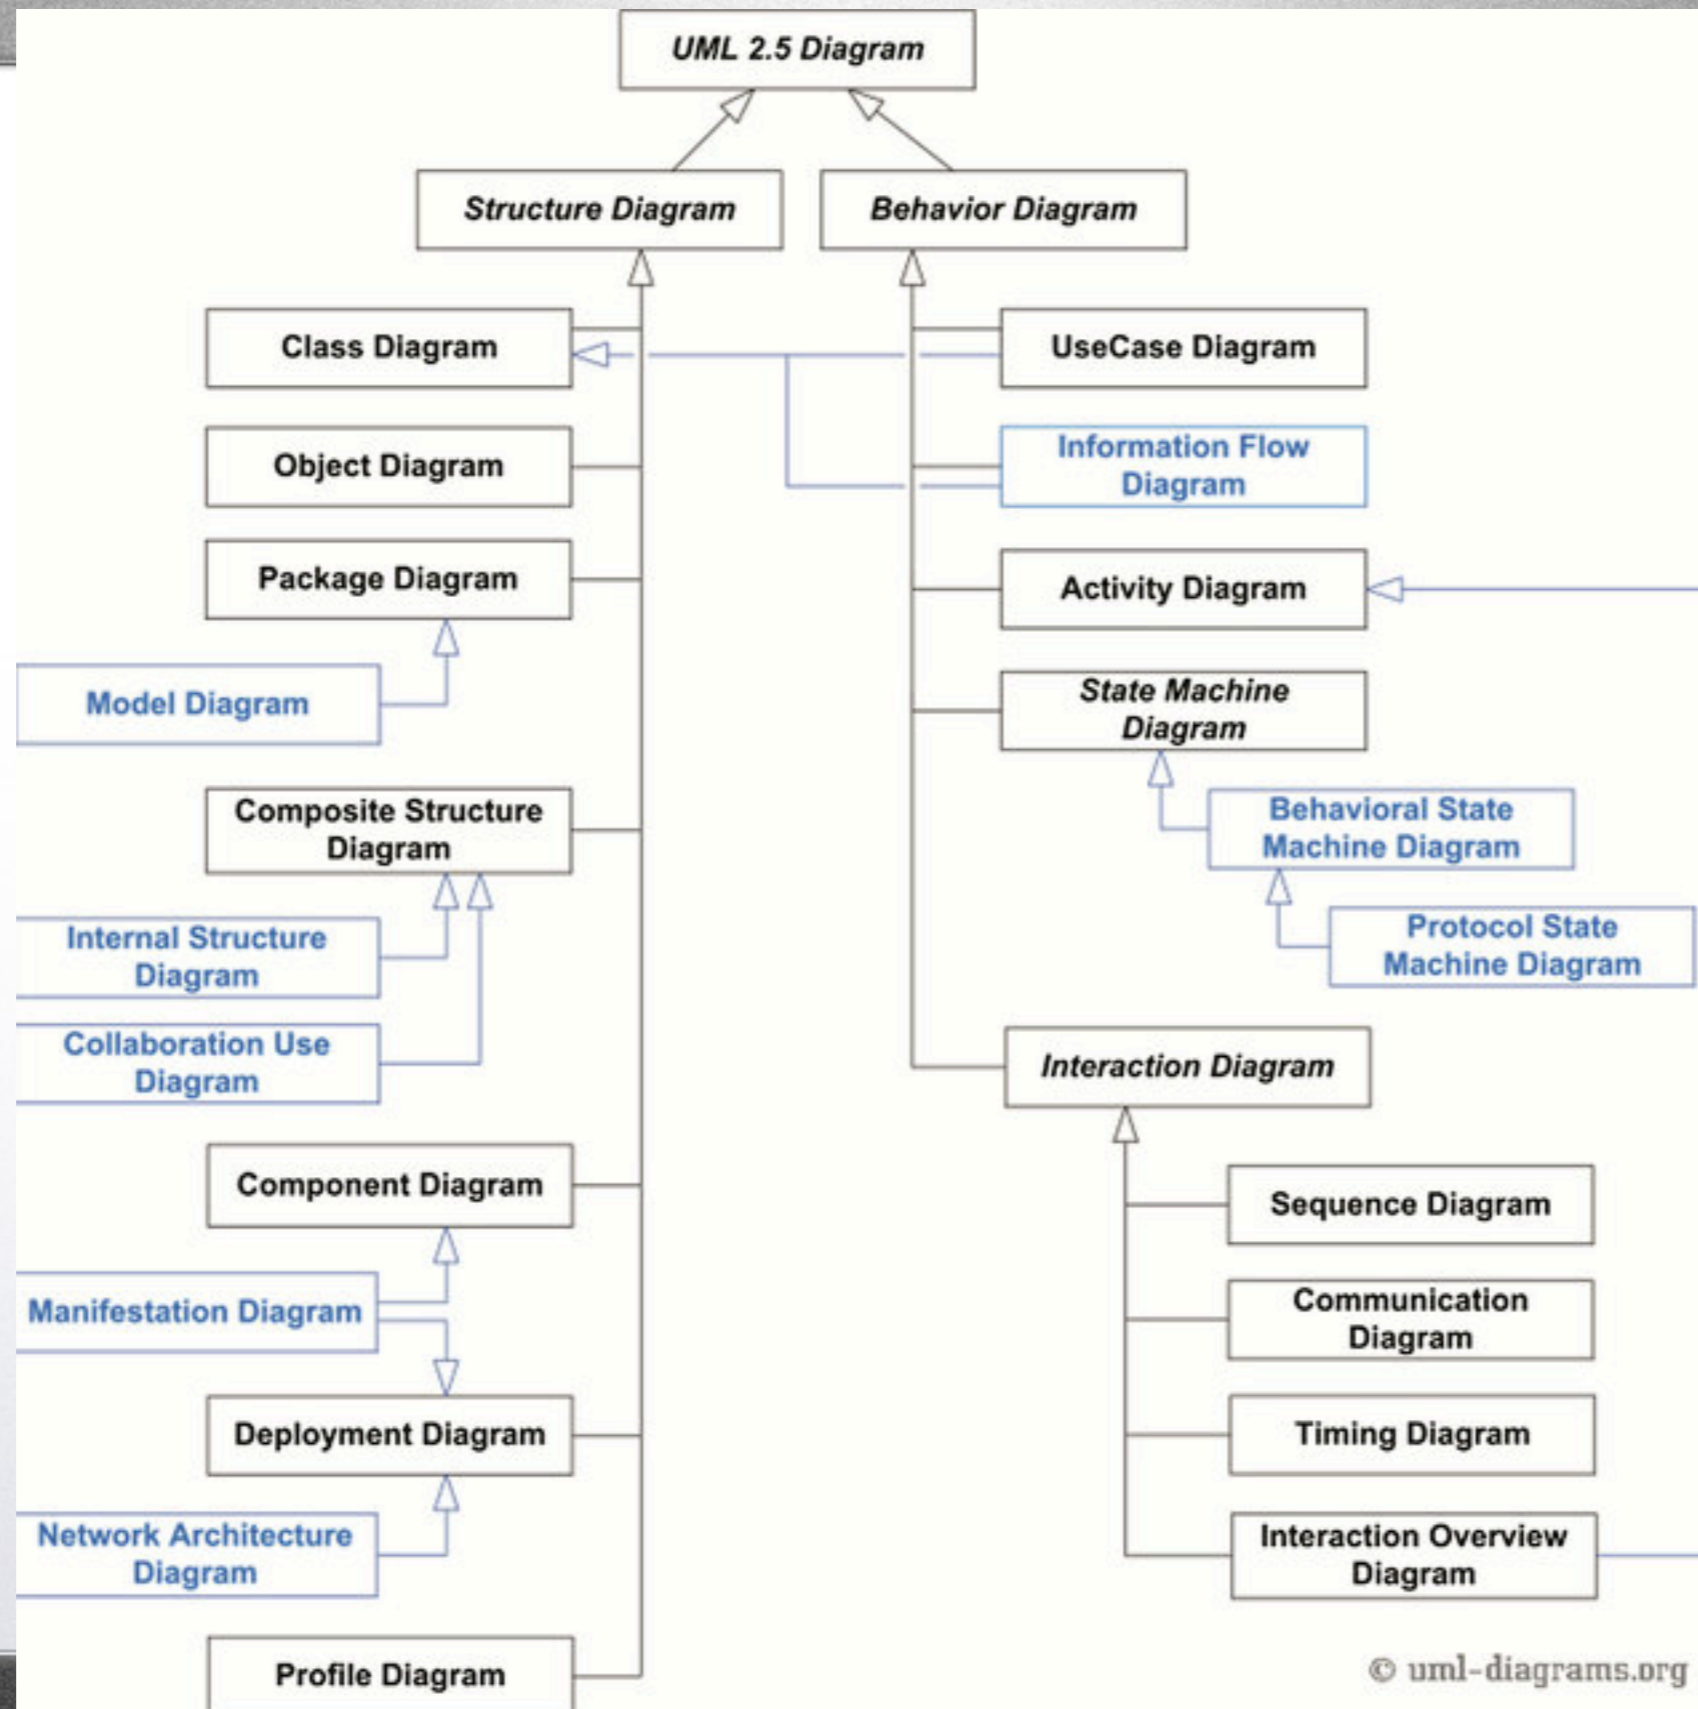 UML 2.5 Diagram
Structure Diagram
Behavior Diagram
Class Diagram
UseCase Diagram
Object Diagram
Information Flow
Diagram
Package Diagram
Activity Diagram
Model Diagram
State Machine
Diagram
Composite Structure
Diagram
Behavioral State
Machine Diagram
Internal Structure
Diagram
Protocol State
Machine Diagram
Collaboration Use
Diagram
Interaction Diagram
Component Diagram
Sequence Diagram
Manifestation Diagram
Communication
Diagram
Deployment Diagram
Timing Diagram
Network Architecture
Diagram
Interaction Overview
Diagram
Profile Diagram
© uml-diagrams.org